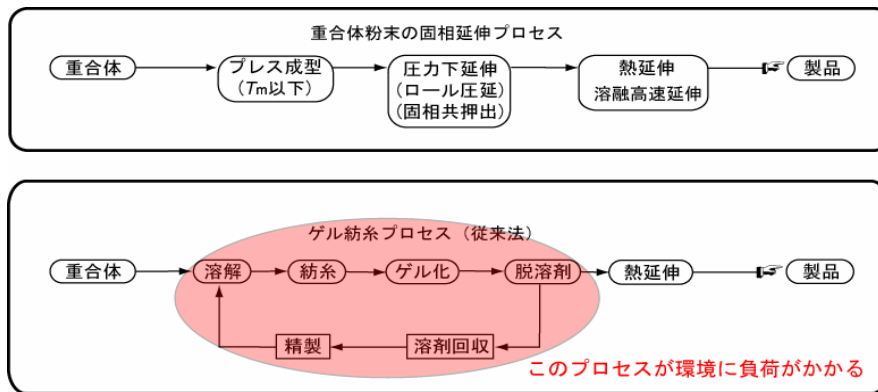 重合体粉末の固相延伸プロセス
重合体
プレス成型
(Tm以下)
圧力下延伸
(ロール圧延)
(固相共押出)
熱延伸
溶融高速延伸
製品
ゲル紡糸プロセス（従来法）
重合体
溶解
紡糸
ゲル化
脱溶剤
熱延伸
製品
精製
溶剤回収
このプロセスが環境に負荷がかかる